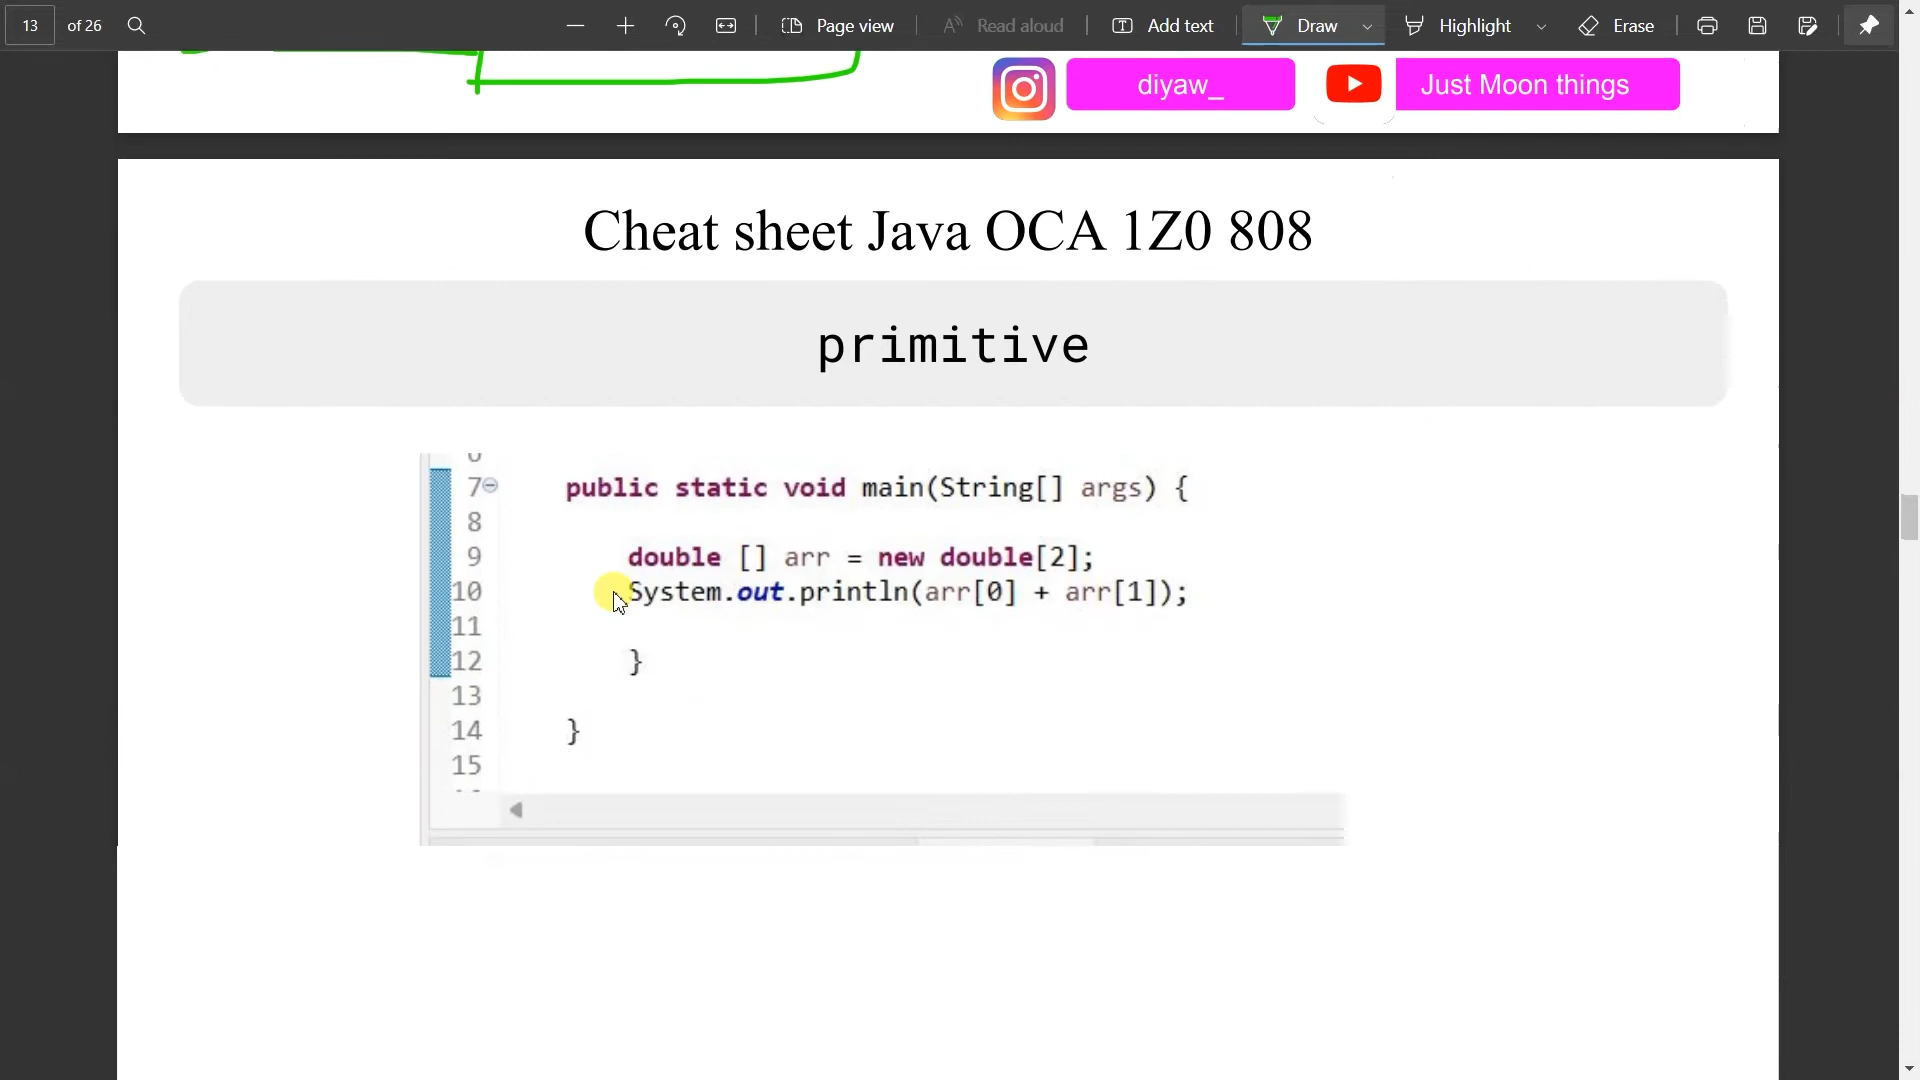 13 of 26 Page view Read aloud Add text Draw Highlight Erase
diyaw_ Just Moon things
Cheat sheet Java OCA 1Z0 808
primitive
7 public static void main(String[] args) {
8
9 double [] arr = new double[2];
10 System.out.println(arr[0] + arr[1]);
11
12 }
13
14 }
15